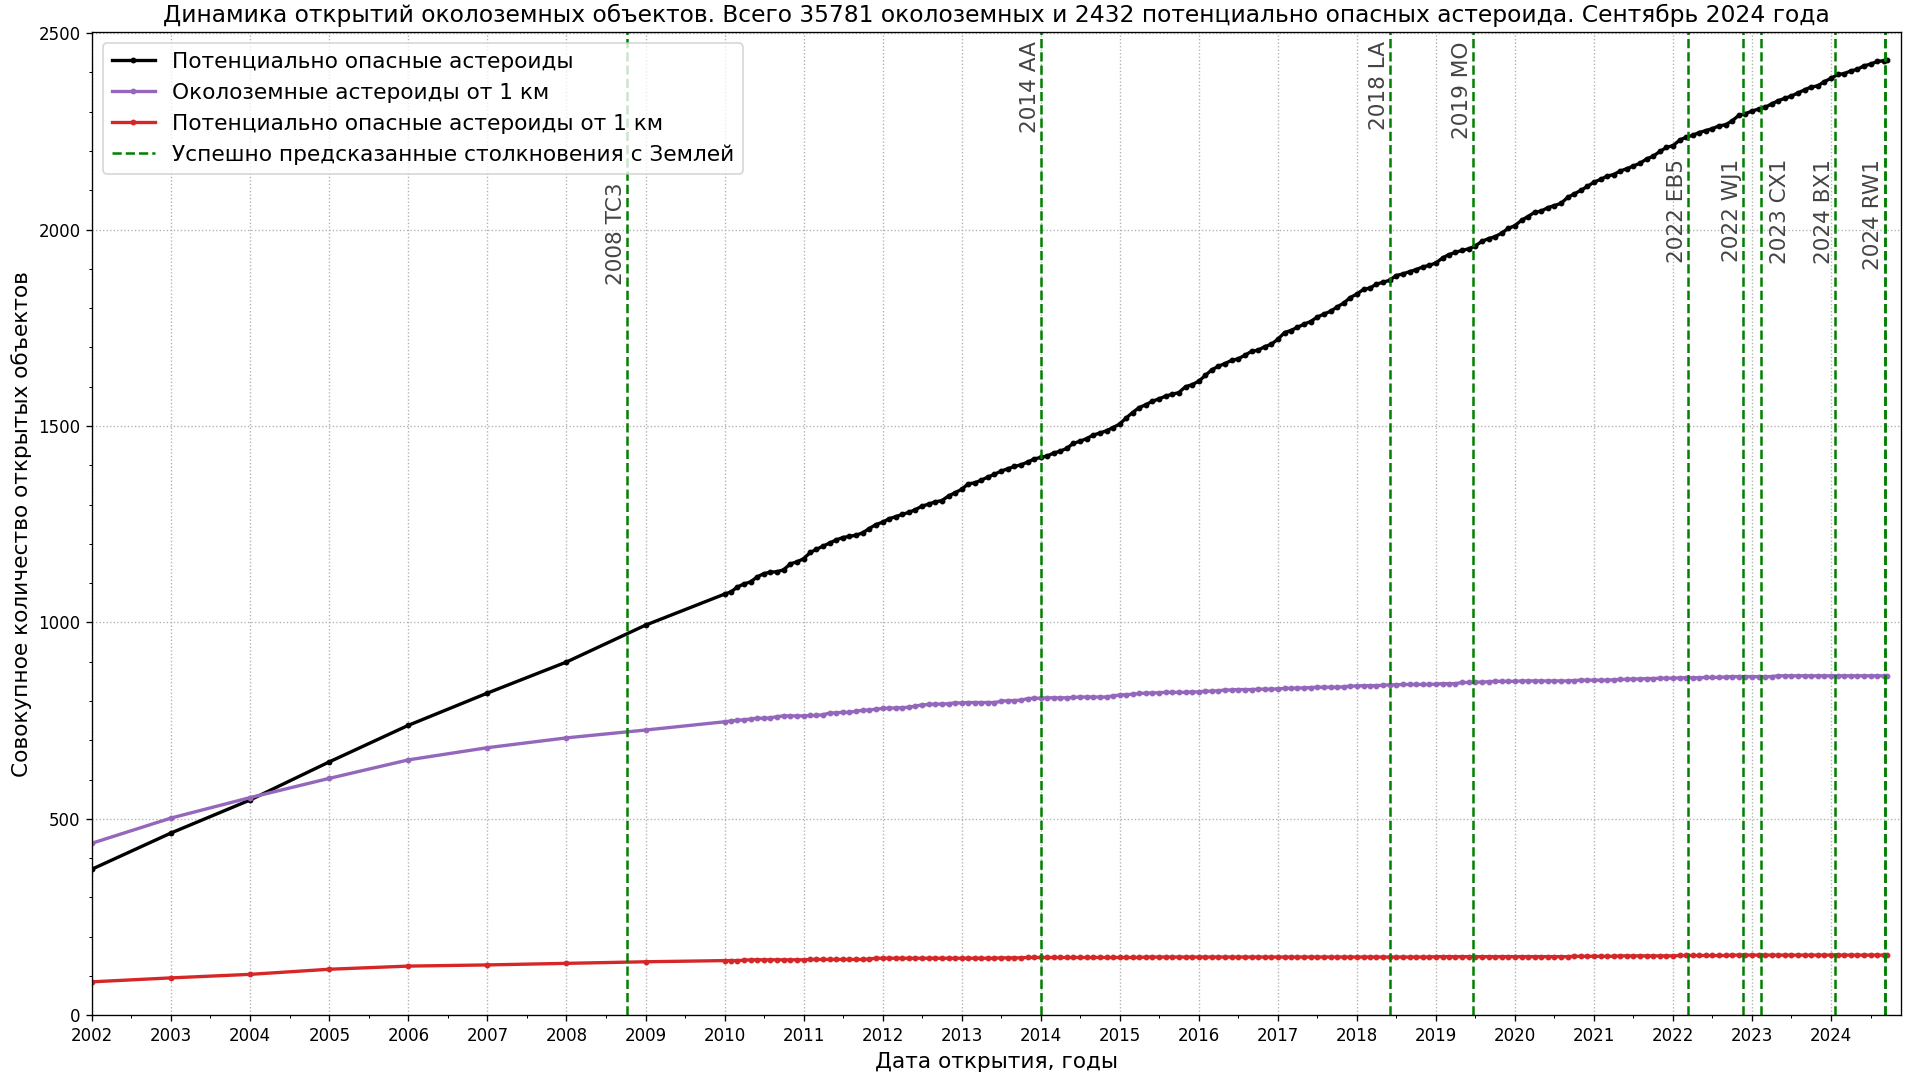 Динамика открытий околоземных объектов. Всего 35781 околоземных и 2432 потенциально опасных астероида. Сентябрь 2024 года
Потенциально опасные астероиды
Околоземные астероиды от 1 км
Потенциально опасные астероиды от 1 км
Успешно предсказанные столкновения с Землей
2008 TC3
2014 AA
2018 LA
2019 MO
2022 EB5
2022 WJ1
2023 CX1
2024 BX1
2024 RW1
Совокупное количество открытых объектов
2500
2000
1500
1000
500
0
2002 2003 2004 2005 2006 2007 2008 2009 2010 2011 2012 2013 2014 2015 2016 2017 2018 2019 2020 2021 2022 2023 2024
Дата открытия, годы